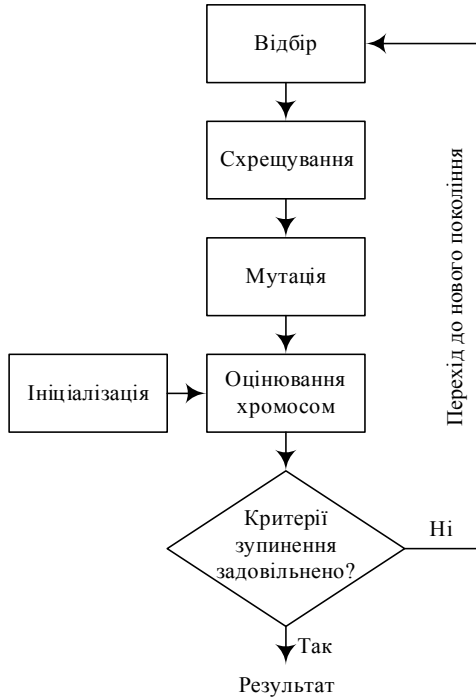 Відбір
Схрещування
Мутація
Ініціалізація
Оцінювання
хромосом
Критерії
зупинення
задовільнено?
Ні
Перехід до нового покоління
Так
Результат